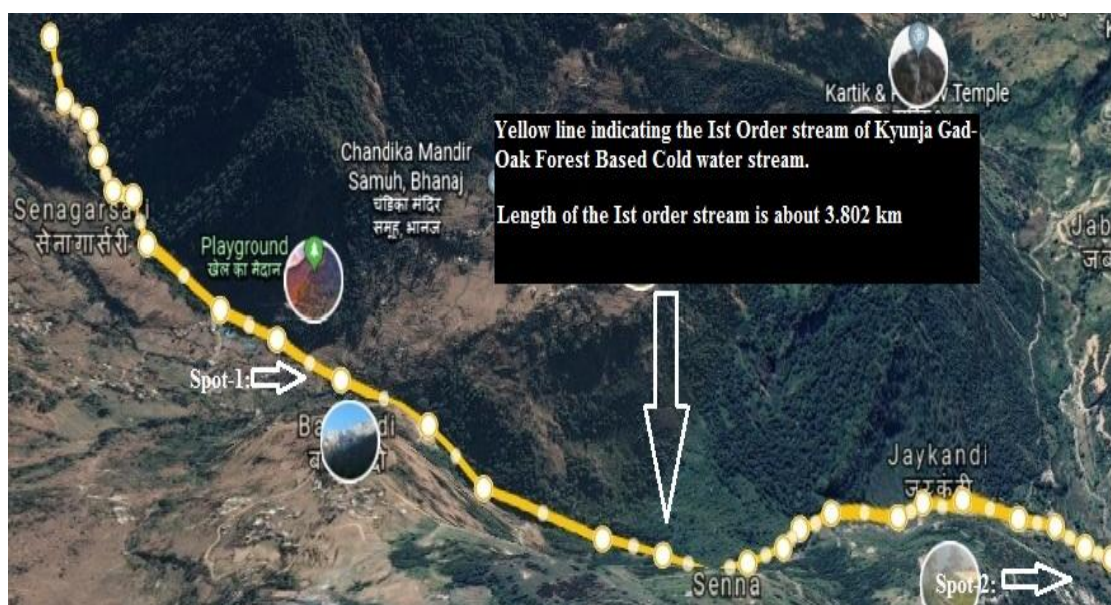 Kartik & Temple
Yellow line indicating the Ist Order stream of Kyunja Gad-
Oak Forest Based Cold water stream.
Length of the Ist order stream is about 3.802 km
Chandika Mandir
Samuh, Bhanaj
चंडिका मंदिर
समूह, भानज
Senagarsari
सेनागार्सरी
Playground
खेल का मैदान
Jab
जब
Spot-1:
Jaykandi
Senna
Spot-2: